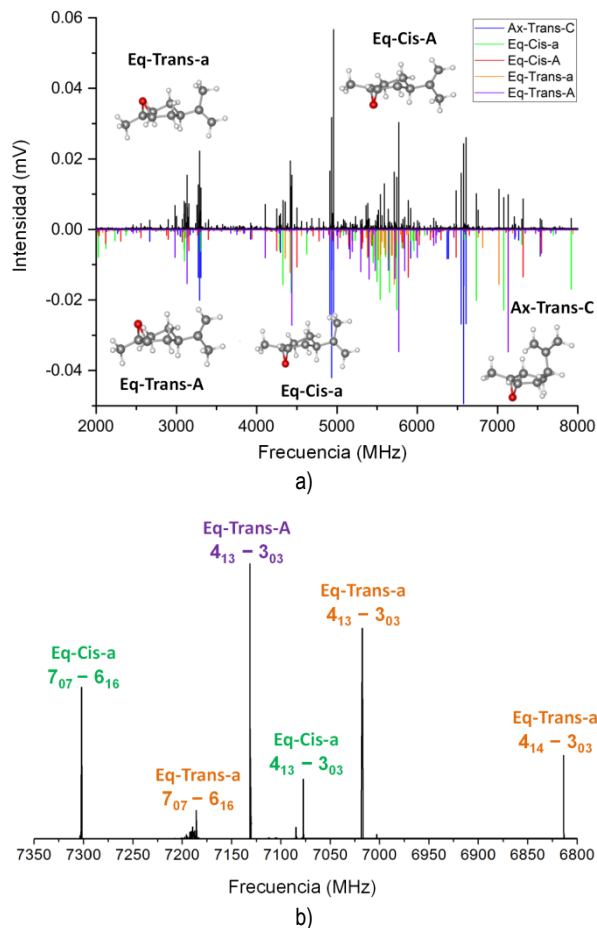 a)
0.06
0.04
0.02
0.00
-0.02
-0.04
Intensidad (mV)
Eq-Trans-a
Eq-Cis-A
Ax-Trans-C
Eq-Cis-a
Eq-Cis-A
Eq-Trans-a
Eq-Trans-A
Eq-Trans-A
Eq-Cis-a
Ax-Trans-C
2000 3000 4000 5000 6000 7000 8000
Frecuencia (MHz)
a)
Eq-Trans-A
4₁₃ – 3₀₃
Eq-Trans-a
4₁₃ – 3₀₃
Eq-Cis-a
7₀₇ – 6₁₆
Eq-Cis-a
4₁₃ – 3₀₃
Eq-Trans-a
4₁₄ – 3₀₃
Eq-Trans-a
7₀₇ – 6₁₆
7350 7300 7250 7200 7150 7100 7050 7000 6950 6900 6850 6800
Frecuencia (MHz)
b)